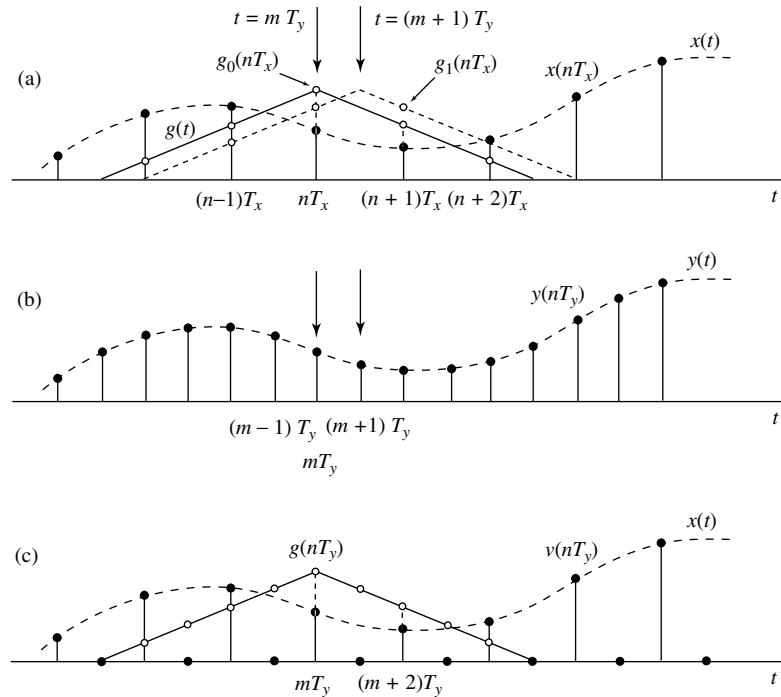 t = m T_y
t = (m + 1) T_y
x(t)
(a)
g_0(nT_x)
g_1(nT_x)
x(nT_x)
g(t)
(n–1)T_x
nT_x
(n + 1)T_x
(n + 2)T_x
t
y(t)
(b)
y(nT_y)
(m – 1) T_y
(m +1) T_y
t
mT_y
x(t)
(c)
g(nT_y)
v(nT_y)
mT_y
(m + 2)T_y
t